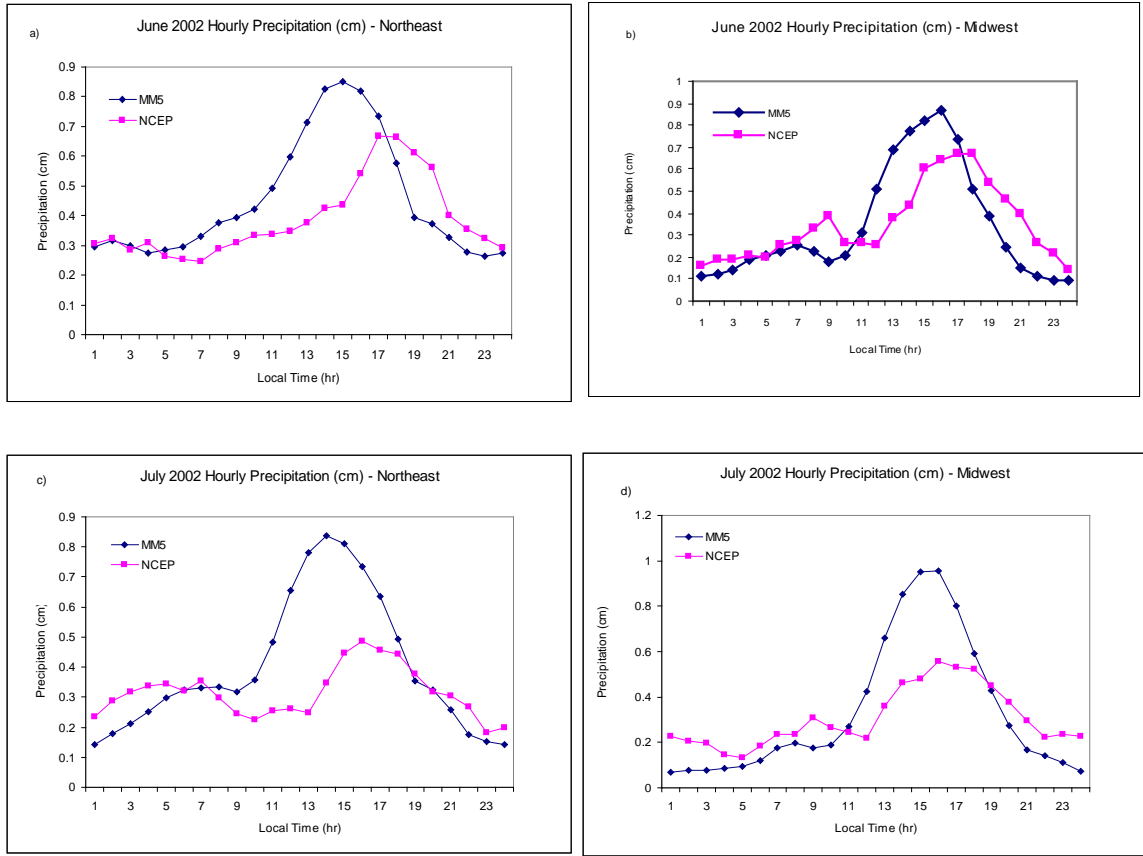 a)
June 2002 Hourly Precipitation (cm) - Northeast
Precipitation (cm)
0.9
0.8
0.7
0.6
0.5
0.4
0.3
0.2
0.1
0
MM5
NCEP
1 3 5 7 9 11 13 15 17 19 21 23
Local Time (hr)
b)
June 2002 Hourly Precipitation (cm) - Midwest
Precipitation (cm)
1
0.9
0.8
0.7
0.6
0.5
0.4
0.3
0.2
0.1
0
MM5
NCEP
1 3 5 7 9 11 13 15 17 19 21 23
Local Time (hr)
c)
July 2002 Hourly Precipitation (cm) - Northeast
Precipitation (cm)
0.9
0.8
0.7
0.6
0.5
0.4
0.3
0.2
0.1
0
MM5
NCEP
1 3 5 7 9 11 13 15 17 19 21 23
Local Time (hr)
d)
July 2002 Hourly Precipitation (cm) - Midwest
Precipitation (cm)
1.2
1
0.8
0.6
0.4
0.2
0
MM5
NCEP
1 3 5 7 9 11 13 15 17 19 21 23
Local Time (hr)